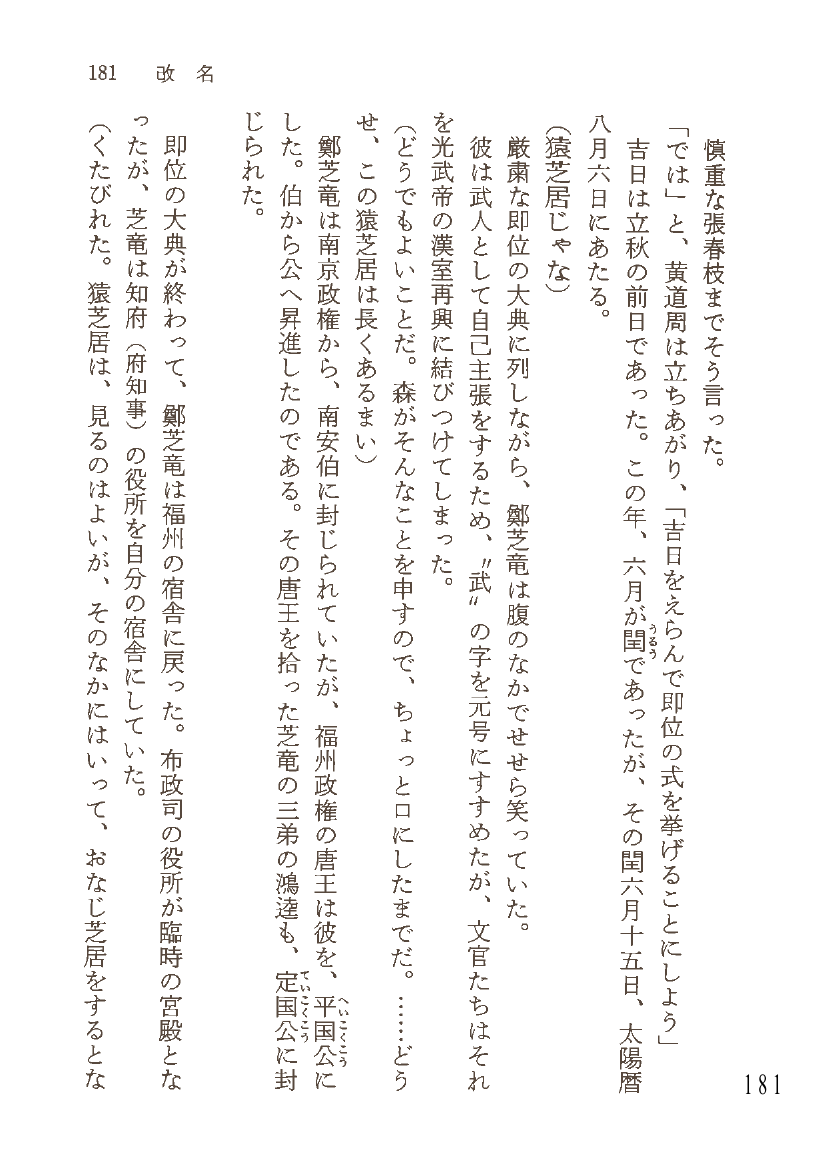 181 改名
慎重な張春枝までそう言った。
「では」と、黄道周は立ちあがり、「吉日をえらんで即位の式を挙げることにしよう」
吉日は立秋の前日であった。この年、六月が閏であったが、その閏六月十五日、太陽暦
うるう
八月六日にあたる。
（猿芝居じゃな）
厳粛な即位の大典に列しながら、鄭芝竜は腹のなかでせせら笑っていた。
彼は武人として自己主張をするため、〝武〟の字を元号にすすめたが、文官たちはそれ
を光武帝の漢室再興に結びつけてしまった。
（どうでもよいことだ。森がそんなことを申すので、ちょっと口にしたまでだ。……どう
せ、この猿芝居は長くあるまい）
鄭芝竜は南京政権から、南安伯に封じられていたが、福州政権の唐王は彼を、平国公に
へいこくこう
した。伯から公へ昇進したのである。その唐王を拾った芝竜の三弟の鴻逵も、定国公に封
ていこくこう
じられた。
即位の大典が終わって、鄭芝竜は福州の宿舎に戻った。布政司の役所が臨時の宮殿とな
ったが、芝竜は知府（府知事）の役所を自分の宿舎にしていた。
（くたびれた。猿芝居は、見るのはよいが、そのなかにはいって、おなじ芝居をするとな
181